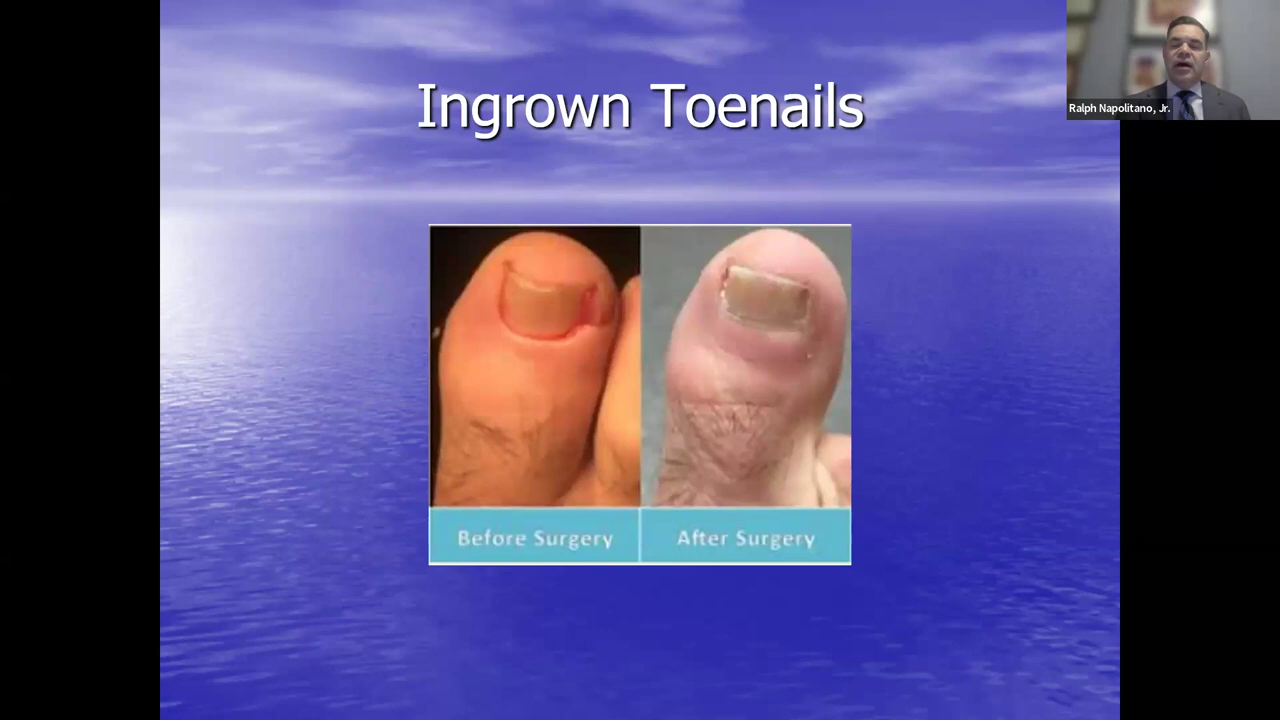 Ingrown Toenails
Ralph Napolitano, Jr.
Before Surgery
After Surgery